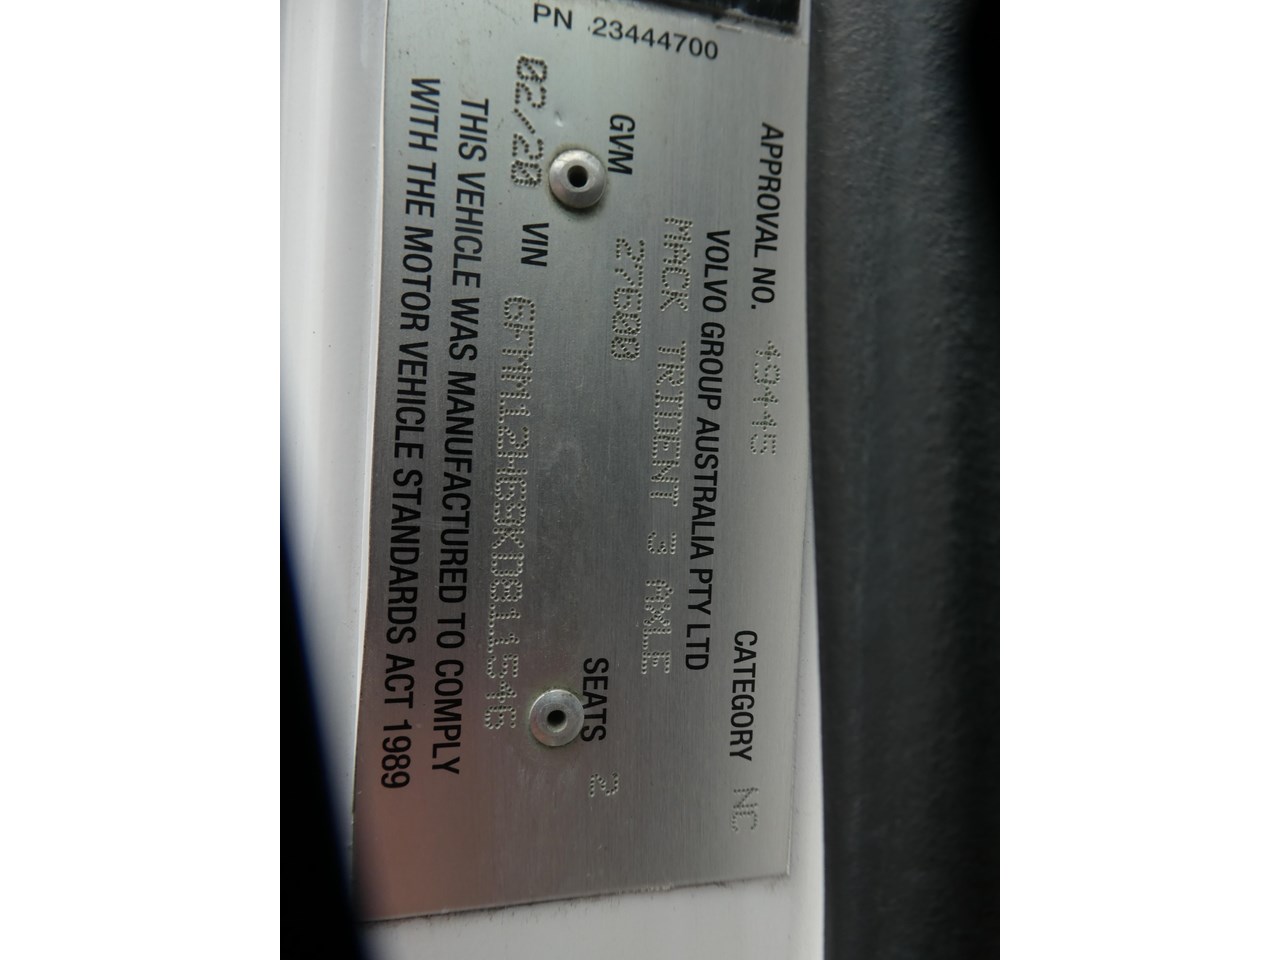 APPROVAL NO. 49445 CATEGORY NC
VOLVO GROUP AUSTRALIA PTY LTD
MACK TRIDENT 3 AXLE
GVM 27600 SEATS 2
02/20 VIN 6FMM12H69KD811546
THIS VEHICLE WAS MANUFACTURED TO COMPLY
WITH THE MOTOR VEHICLE STANDARDS ACT 1989
PN 23444700